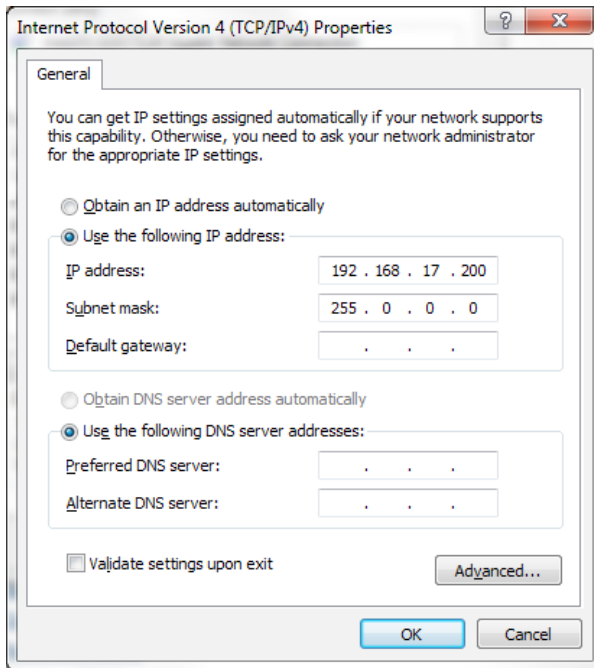 Internet Protocol Version 4 (TCP/IPv4) Properties
General
You can get IP settings assigned automatically if your network supports
this capability. Otherwise, you need to ask your network administrator
for the appropriate IP settings.
Obtain an IP address automatically
Use the following IP address:
IP address: 192 . 168 . 17 . 200
Subnet mask: 255 . 0 . 0 . 0
Default gateway: . . .
Obtain DNS server address automatically
Use the following DNS server addresses:
Preferred DNS server: . . .
Alternate DNS server: . . .
Validate settings upon exit
Advanced...
OK Cancel